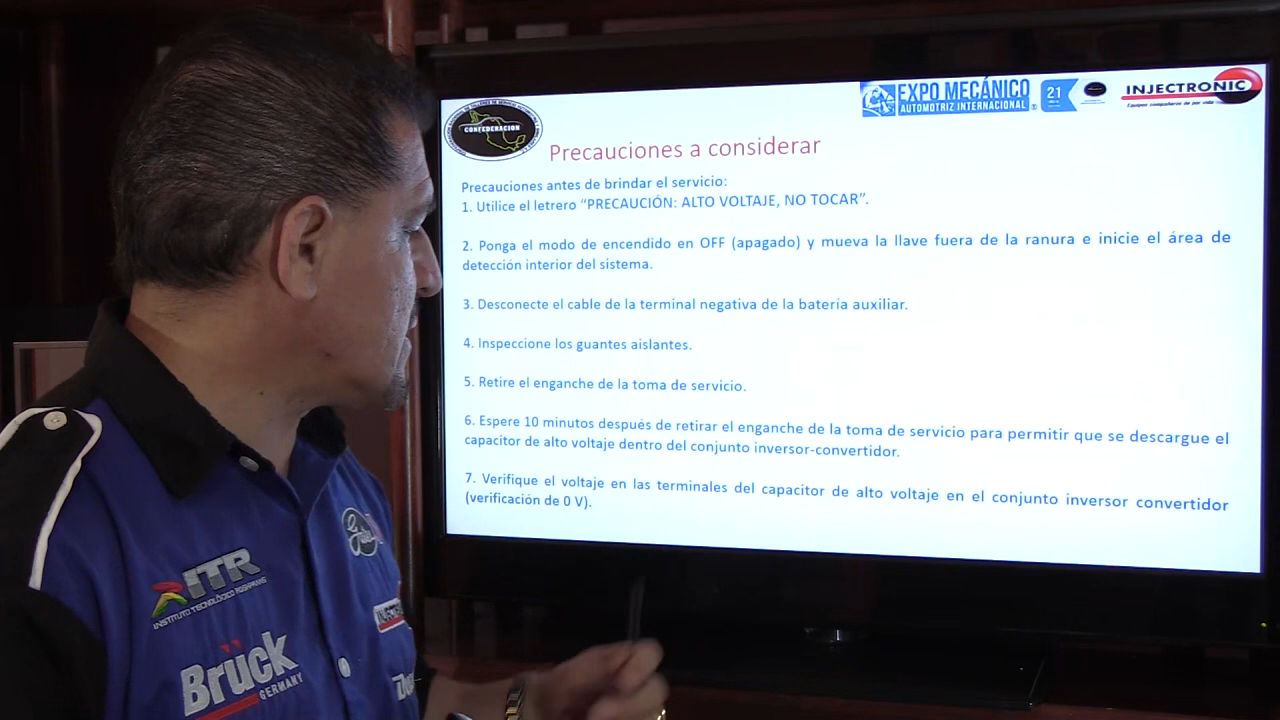 EXPO MECÁNICO
AUTOMOTRIZ INTERNACIONAL
21
INJECTRONIC
CONFEDERACION
Precauciones a considerar
Precauciones antes de brindar el servicio:
1. Utilice el letrero “PRECAUCIÓN: ALTO VOLTAJE, NO TOCAR”.
2. Ponga el modo de encendido en OFF (apagado) y mueva la llave fuera de la ranura e inicie el área de
detección interior del sistema.
3. Desconecte el cable de la terminal negativa de la batería auxiliar.
4. Inspeccione los guantes aislantes.
5. Retire el enganche de la toma de servicio.
6. Espere 10 minutos después de retirar el enganche de la toma de servicio para permitir que se descargue el
capacitor de alto voltaje dentro del conjunto inversor-convertidor.
7. Verifique el voltaje en las terminales del capacitor de alto voltaje en el conjunto inversor convertidor
(verificación de 0 V).
ITR
Brück
GERMANY